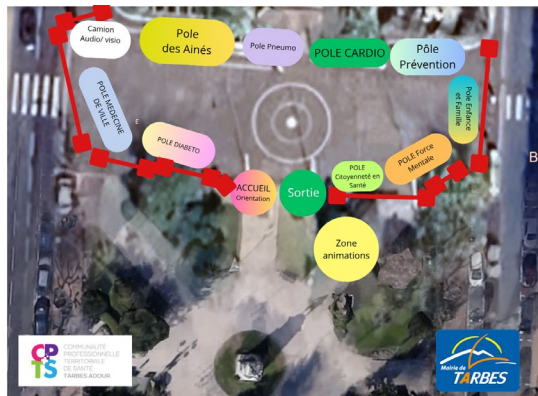 Camion
Audio/ visio
Pole
des Ainés
Pole Pneumo
POLE CARDIO
Pôle
Prévention
POLE MEDECINE
DE VILLE
E
POLE DIABETO
Pole Enfance
et Famille
POLE Force
Mentale
POLE
Citoyenneté en
Santé
ACCUEIL
Orientation
Sortie
B
Zone
animations
CPTS
COMMUNAUTÉ
PROFESSIONNELLE
TERRITORIALE
DE SANTÉ
TARBES ADOUR
Mairie de
TARBES